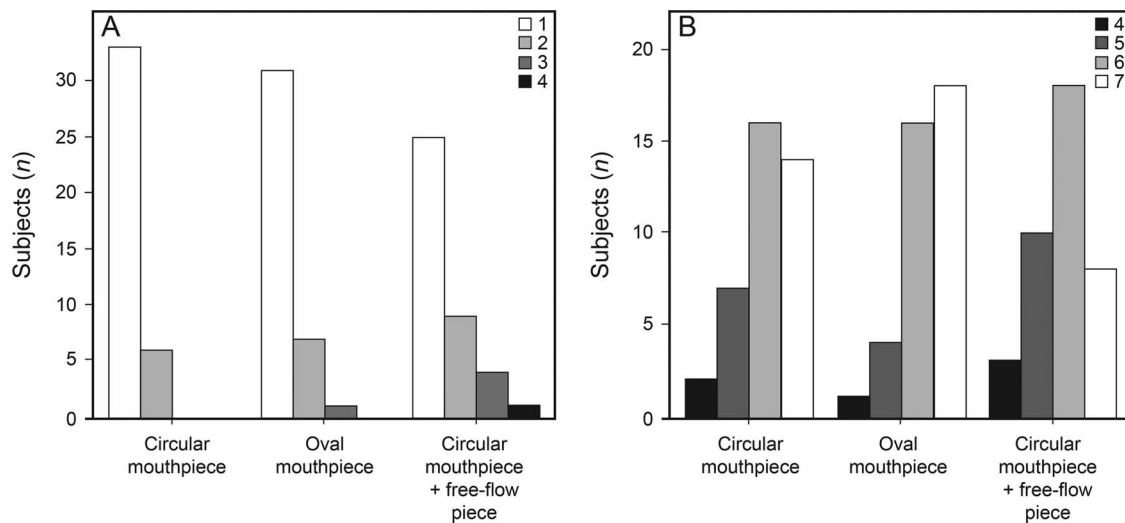 A
1
2
3
4
Subjects (n)
30
25
20
15
10
5
0
Circular
mouthpiece
Oval
mouthpiece
Circular
mouthpiece
+ free-flow
piece
B
4
5
6
7
Subjects (n)
20
15
10
5
0
Circular
mouthpiece
Oval
mouthpiece
Circular
mouthpiece
+ free-flow
piece